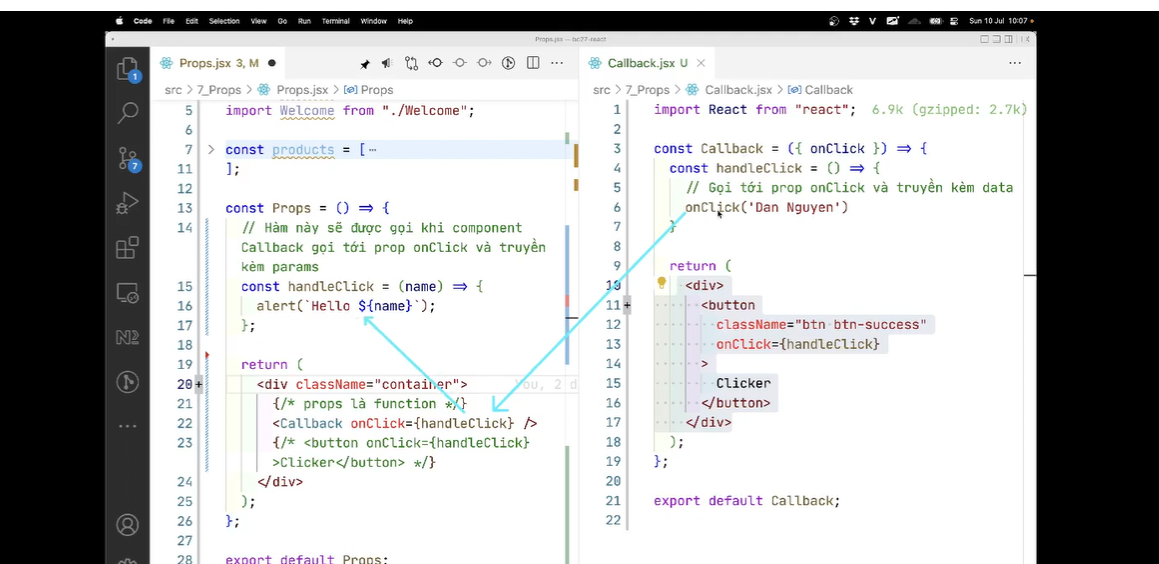 Code File Edit Selection View Go Run Terminal Window Help
Sun 10 Jul 10:07
Props.jsx — isc77-react
Props.jsx 3, M
src > 7_Props > Props.jsx > Props
5 import Welcome from "./Welcome";
6
7 const products = [ ⋯
11 ];
12
13 const Props = () => {
14 // Hàm này sẽ được gọi khi component
Callback gọi tới prop onClick và truyền
kèm params
15 const handleClick = (name) => {
16 alert(`Hello ${name}`);
17 };
18
19 return (
20 <div className="container"> You, 2 d
21 {/* props là function */}
22 <Callback onClick={handleClick} />
23 {/* <button onClick={handleClick}
>Clicker</button> */}
24 </div>
25 );
26 };
27
28 export default Props;
Callback.jsx U
src > 7_Props > Callback.jsx > Callback
1 import React from "react"; 6.9k (gzipped: 2.7k)
2
3 const Callback = ({ onClick }) => {
4 const handleClick = () => {
5 // Gọi tới prop onClick và truyền kèm data
6 onClick('Dan Nguyen')
7 }
8
9 return (
10 <div>
11 <button
12 className="btn btn-success"
13 onClick={handleClick}
14 >
15 Clicker
16 </button>
17 </div>
18 );
19 };
20
21 export default Callback;
22
1
7